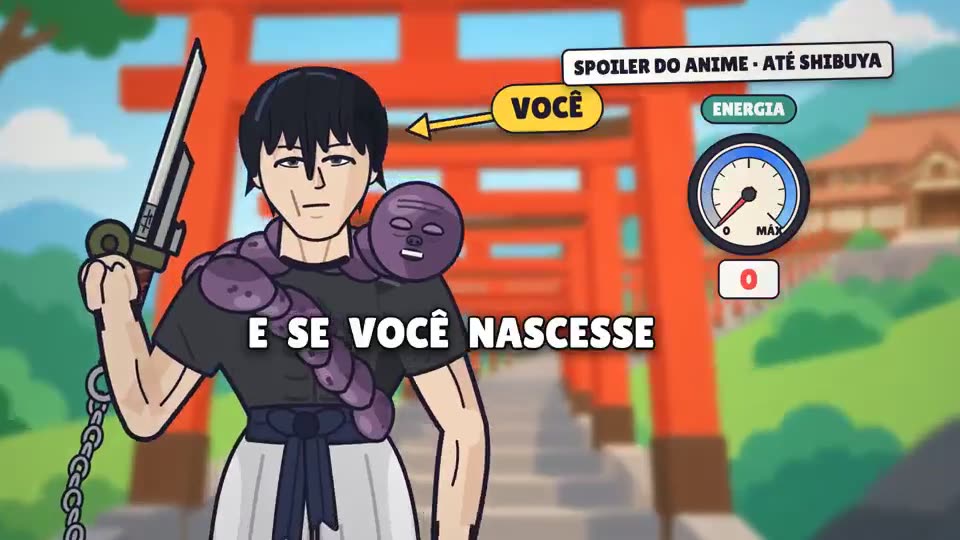 SPOILER DO ANIME • ATÉ SHIBUYA
VOCÊ
ENERGIA
0 MÁX
0
E SE VOCÊ NASCESSE